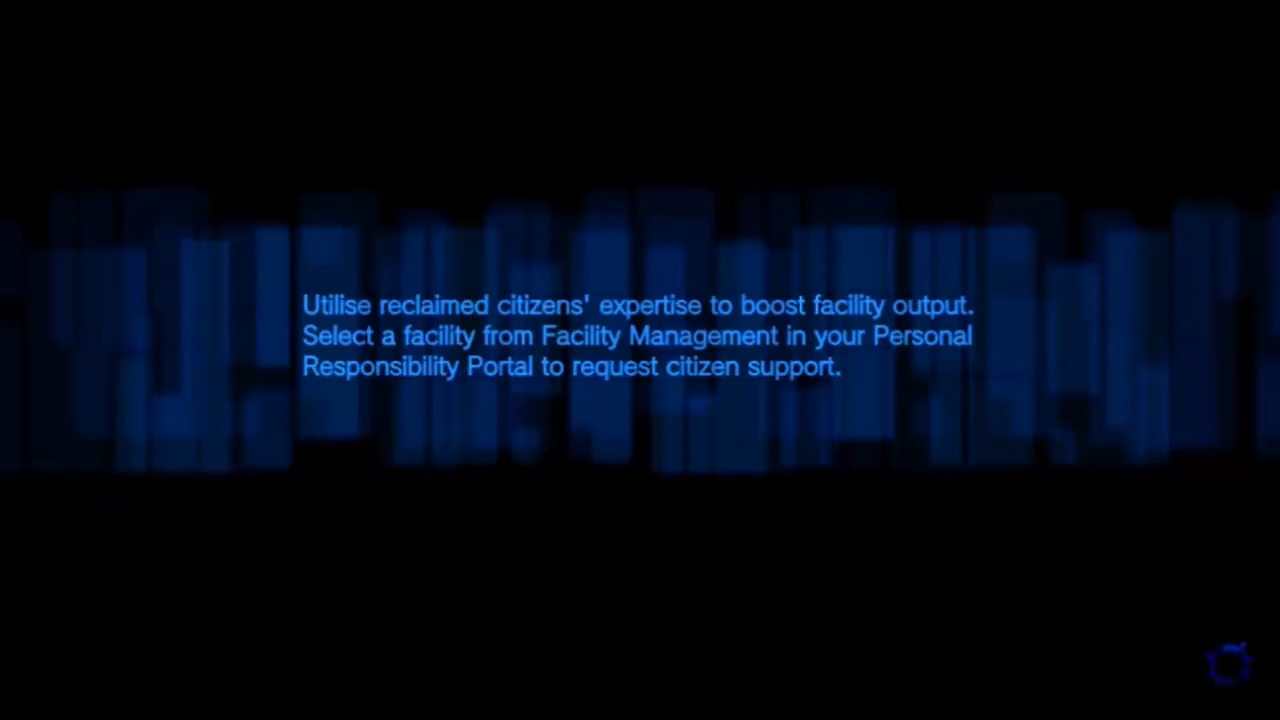 Utilise reclaimed citizens' expertise to boost facility output.
Select a facility from Facility Management in your Personal
Responsibility Portal to request citizen support.